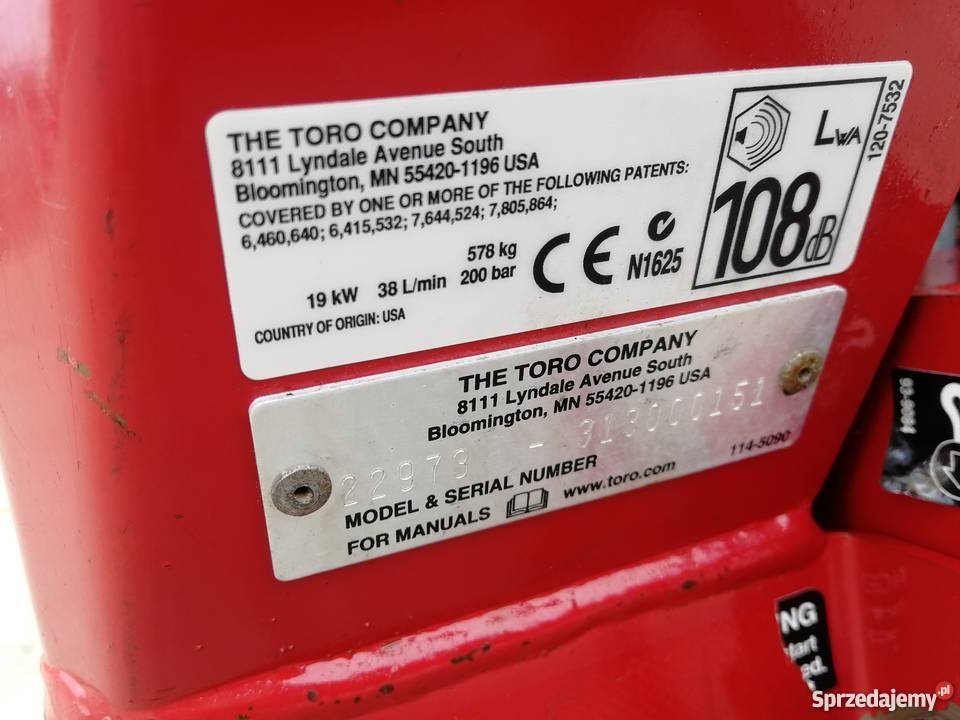 THE TORO COMPANY
8111 Lyndale Avenue South
Bloomington, MN 55420-1196 USA
COVERED BY ONE OR MORE OF THE FOLLOWING PATENTS:
6,460,640; 6,415,532; 7,644,524; 7,805,864;
578 kg
19 kW 38 L/min 200 bar
COUNTRY OF ORIGIN: USA
CE
N1625
LWA
108dB
120-7532
THE TORO COMPANY
8111 Lyndale Avenue South
Bloomington, MN 55420-1196 USA
22973 - 313000151
MODEL & SERIAL NUMBER
114-5090
FOR MANUALS www.toro.com
Sprzedajemy.pl